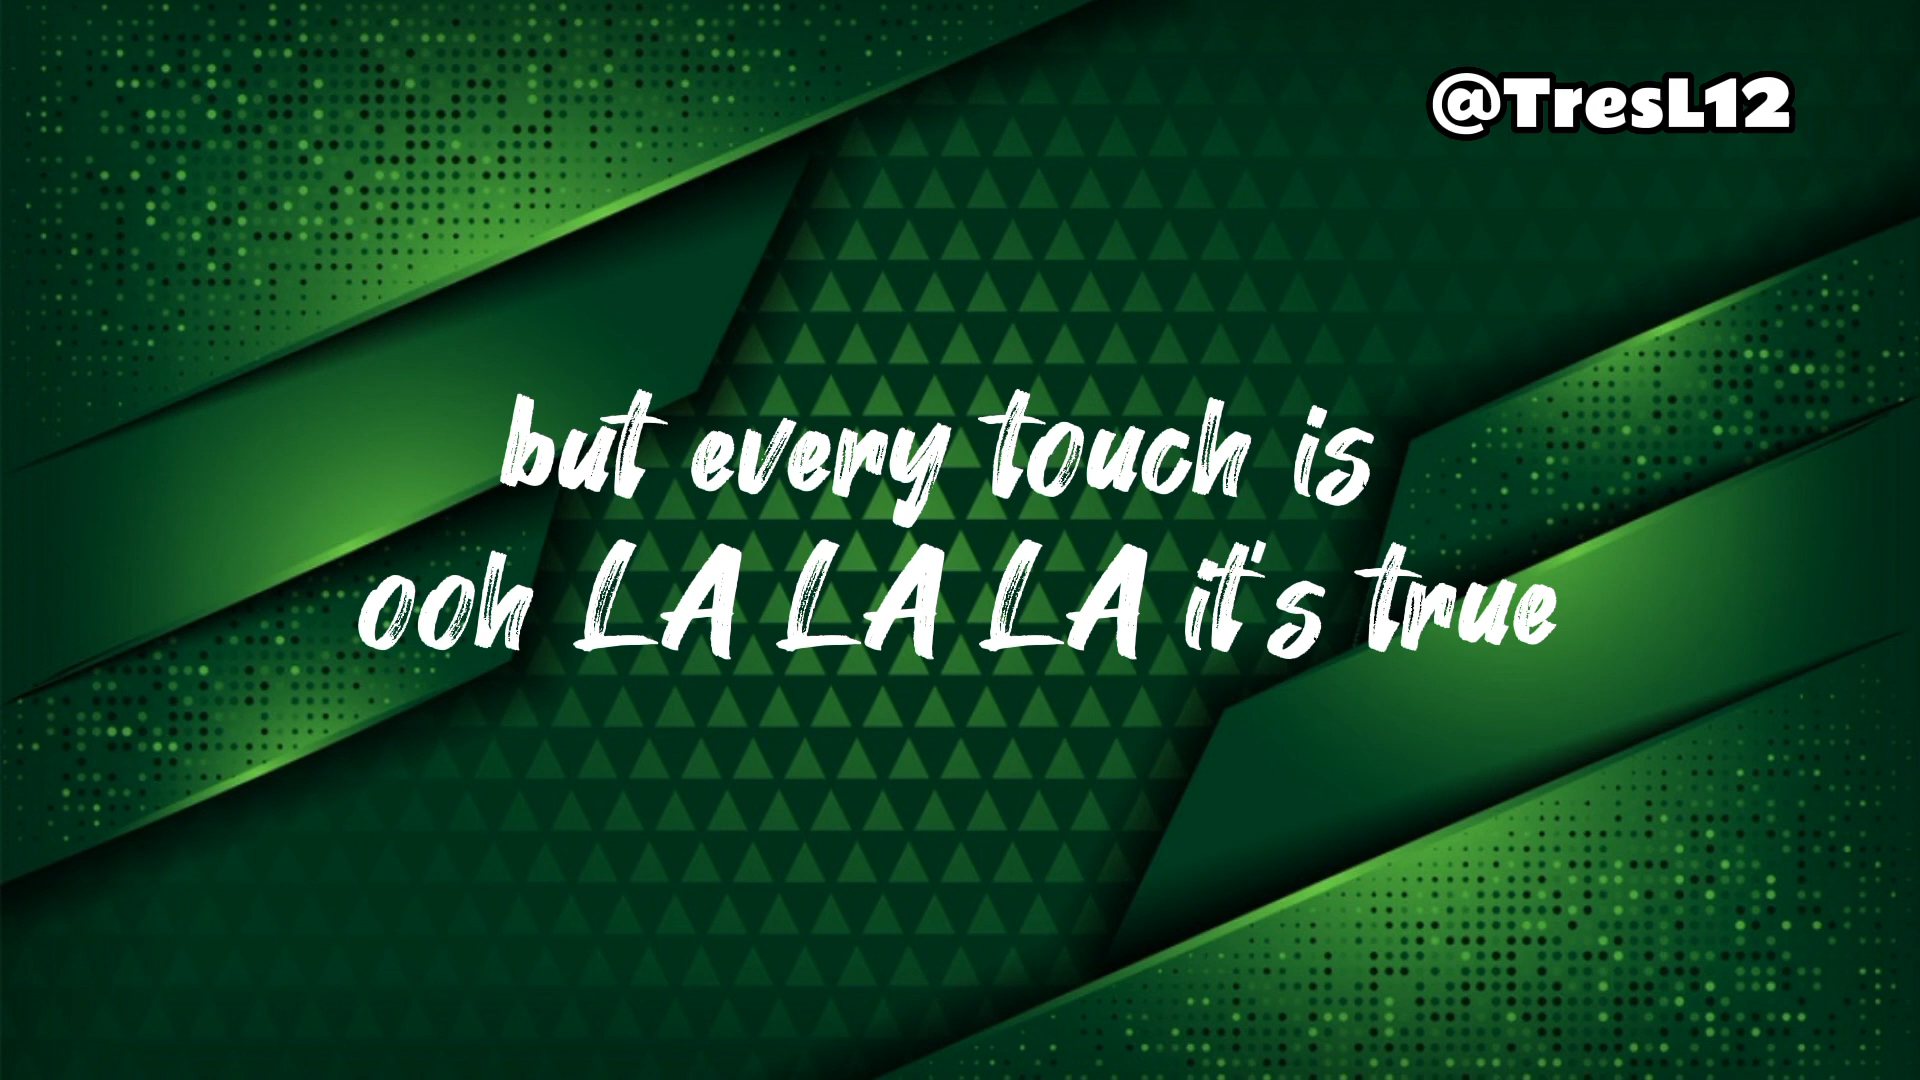 @TresL12
but every touch is
ooh LA LA LA it's true